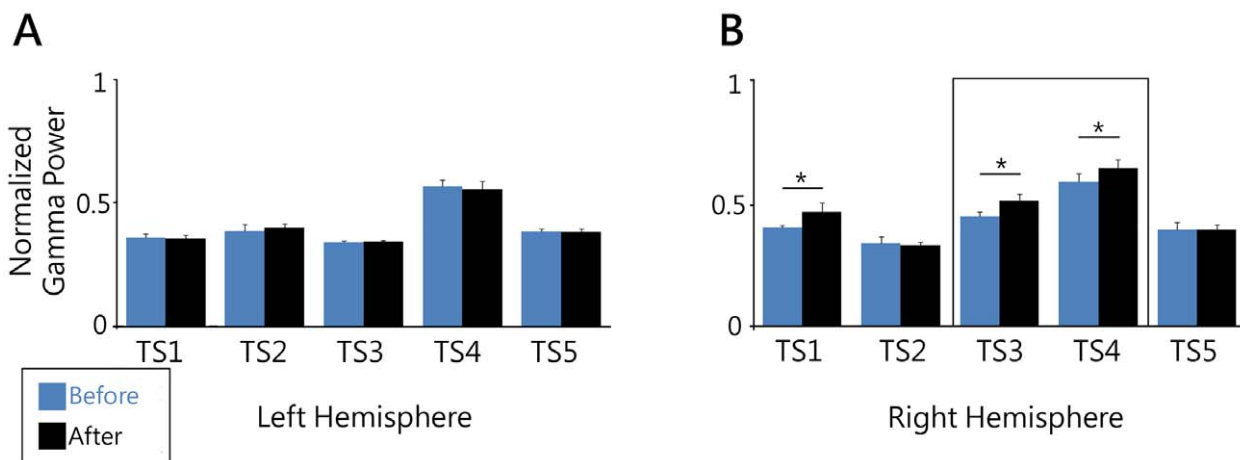 A
Normalized
Gamma Power
1
0.5
0
TS1 TS2 TS3 TS4 TS5
Left Hemisphere
Before
After
B
1
0.5
0
*
*
*
TS1 TS2 TS3 TS4 TS5
Right Hemisphere